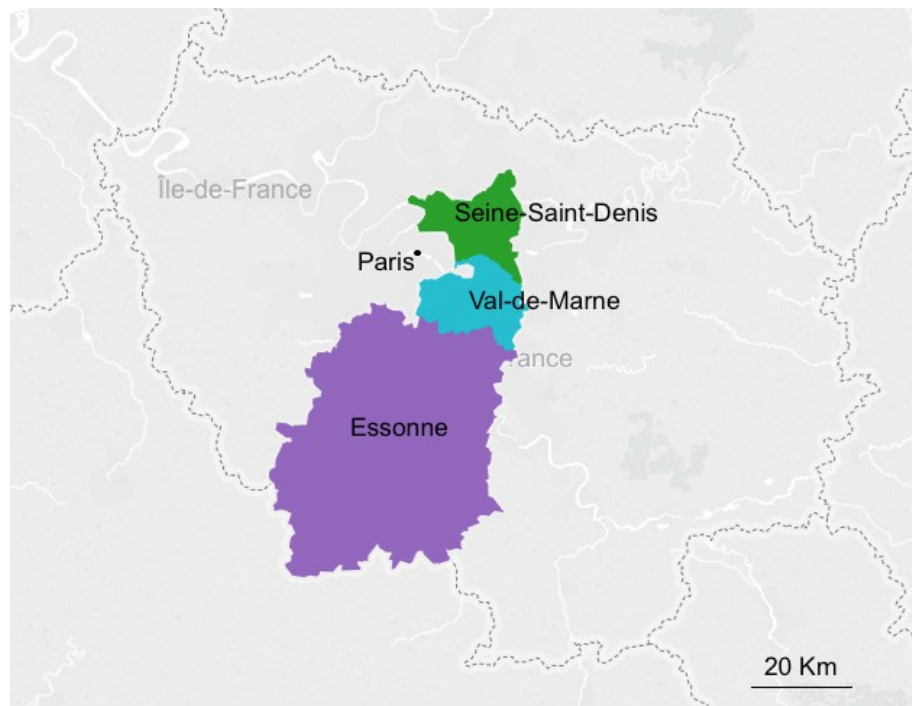 Île-de-France
Seine-Saint-Denis
Paris
Val-de-Marne
rance
Essonne
20 Km